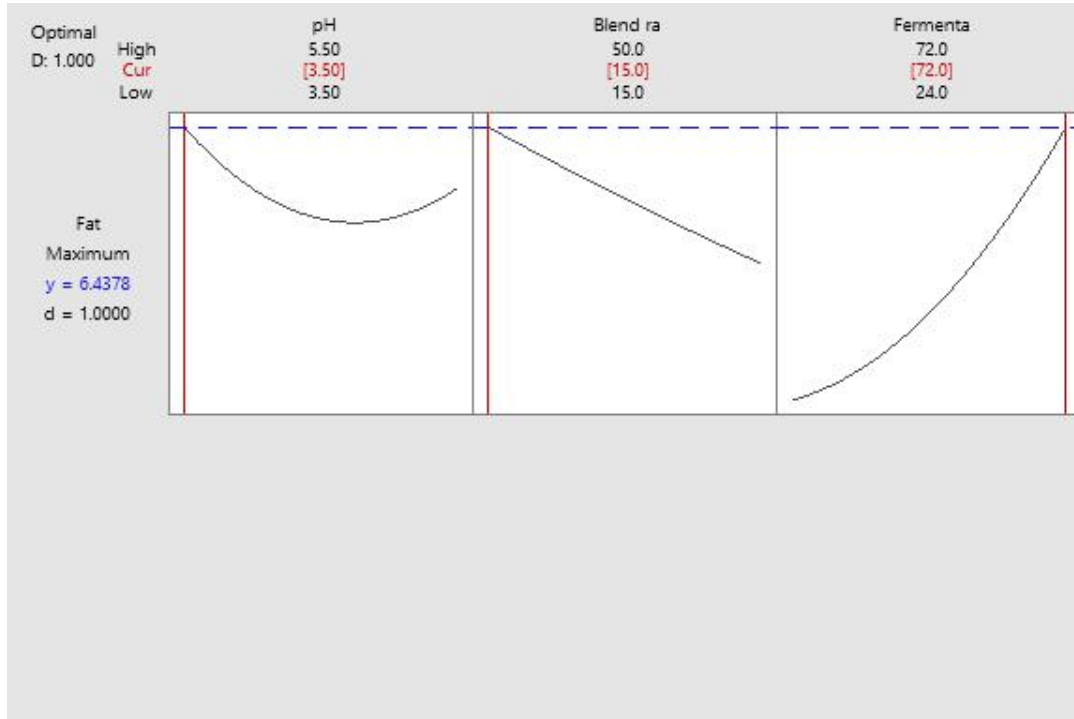 Optimal
D: 1.000
High
Cur
Low
pH
5.50
[3.50]
3.50
Blend ra
50.0
[15.0]
15.0
Fermenta
72.0
[72.0]
24.0
Fat
Maximum
y = 6.4378
d = 1.0000